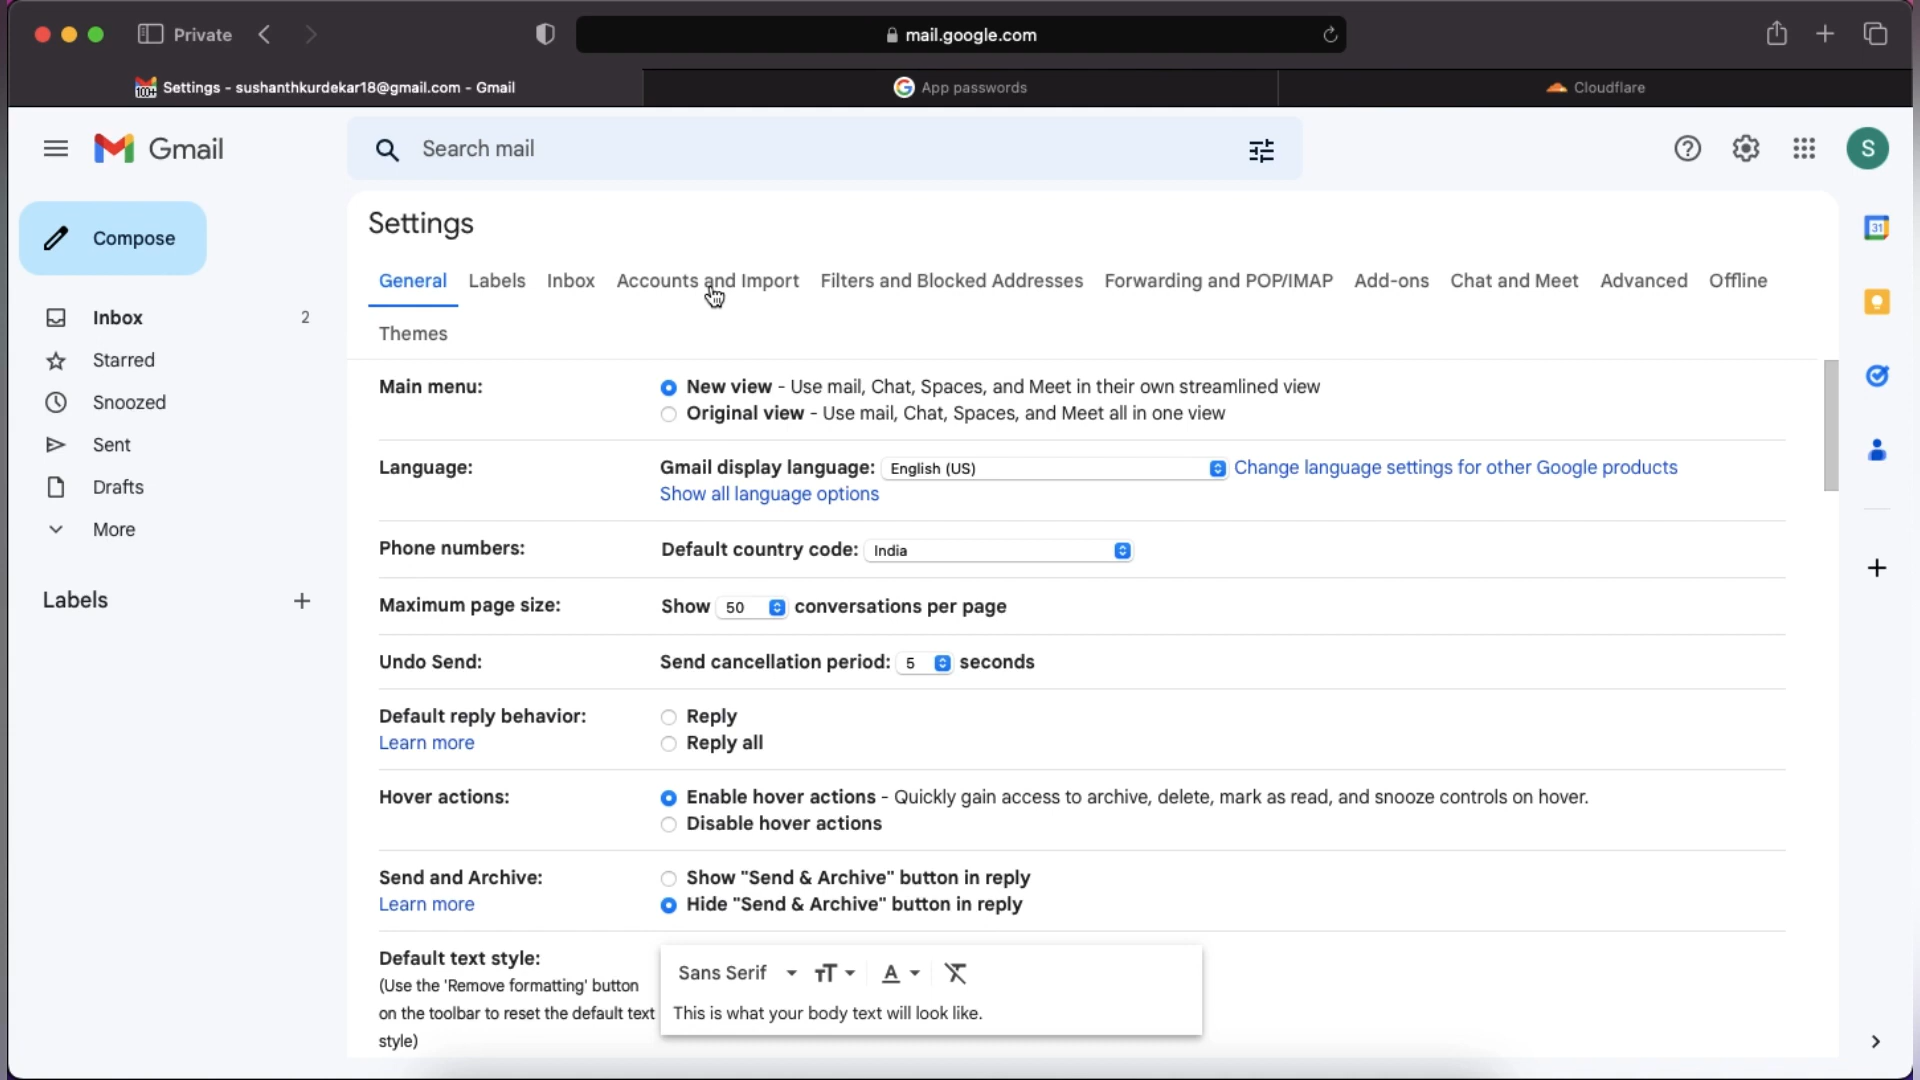 Private
mail.google.com
Settings - sushanthkurdekar18@gmail.com - Gmail
App passwords
Cloudflare
Gmail
Search mail
S
Compose
Settings
General Labels Inbox Accounts and Import Filters and Blocked Addresses Forwarding and POP/IMAP Add-ons Chat and Meet Advanced Offline
Themes
Inbox 2
Starred
Snoozed
Sent
Drafts
More
Labels
31
Main menu: New view - Use mail, Chat, Spaces, and Meet in their own streamlined view
Original view - Use mail, Chat, Spaces, and Meet all in one view
Language: Gmail display language: English (US) Change language settings for other Google products
Show all language options
Phone numbers: Default country code: India
Maximum page size: Show 50 conversations per page
Undo Send: Send cancellation period: 5 seconds
Default reply behavior: Reply
Learn more Reply all
Hover actions: Enable hover actions - Quickly gain access to archive, delete, mark as read, and snooze controls on hover.
Disable hover actions
Send and Archive: Show "Send & Archive" button in reply
Learn more Hide "Send & Archive" button in reply
Default text style: Sans Serif
(Use the 'Remove formatting' button
on the toolbar to reset the default text This is what your body text will look like.
style)